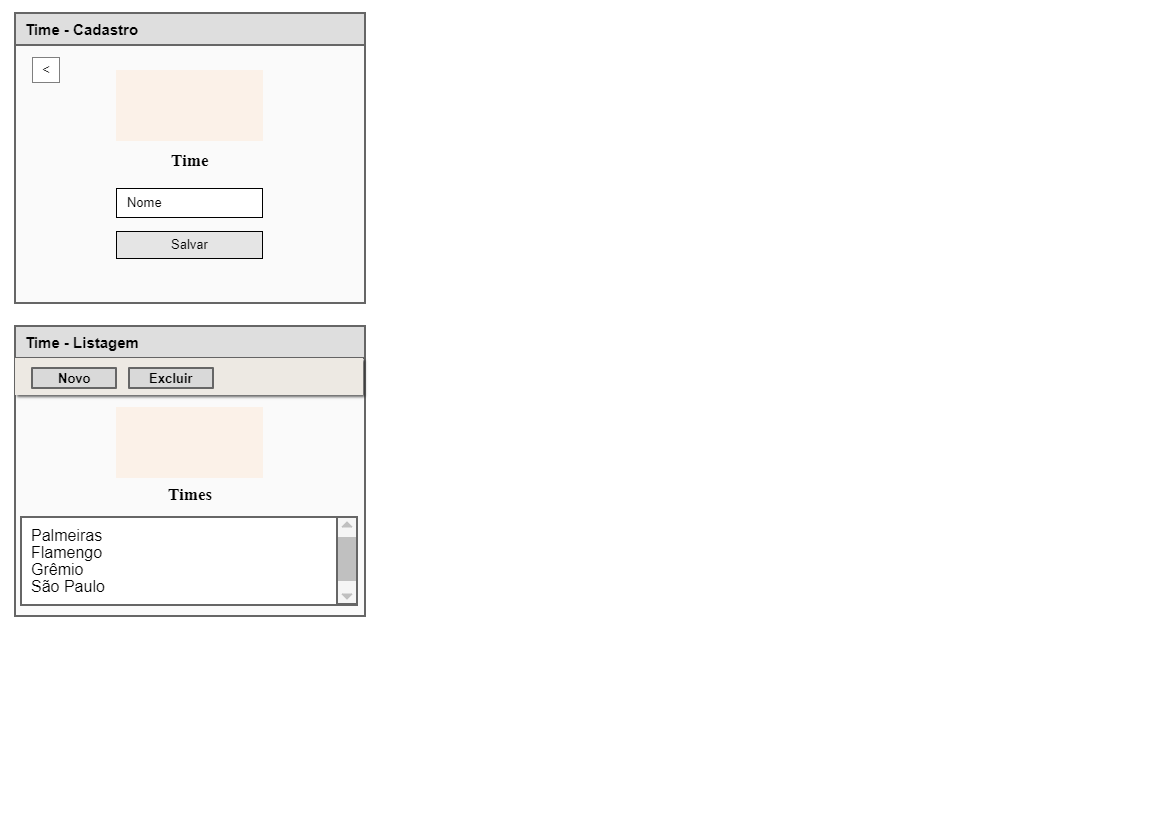 Time - Cadastro
<
Time
Nome
Salvar
Time - Listagem
Novo Excluir
Times
Palmeiras
Flamengo
Grêmio
São Paulo